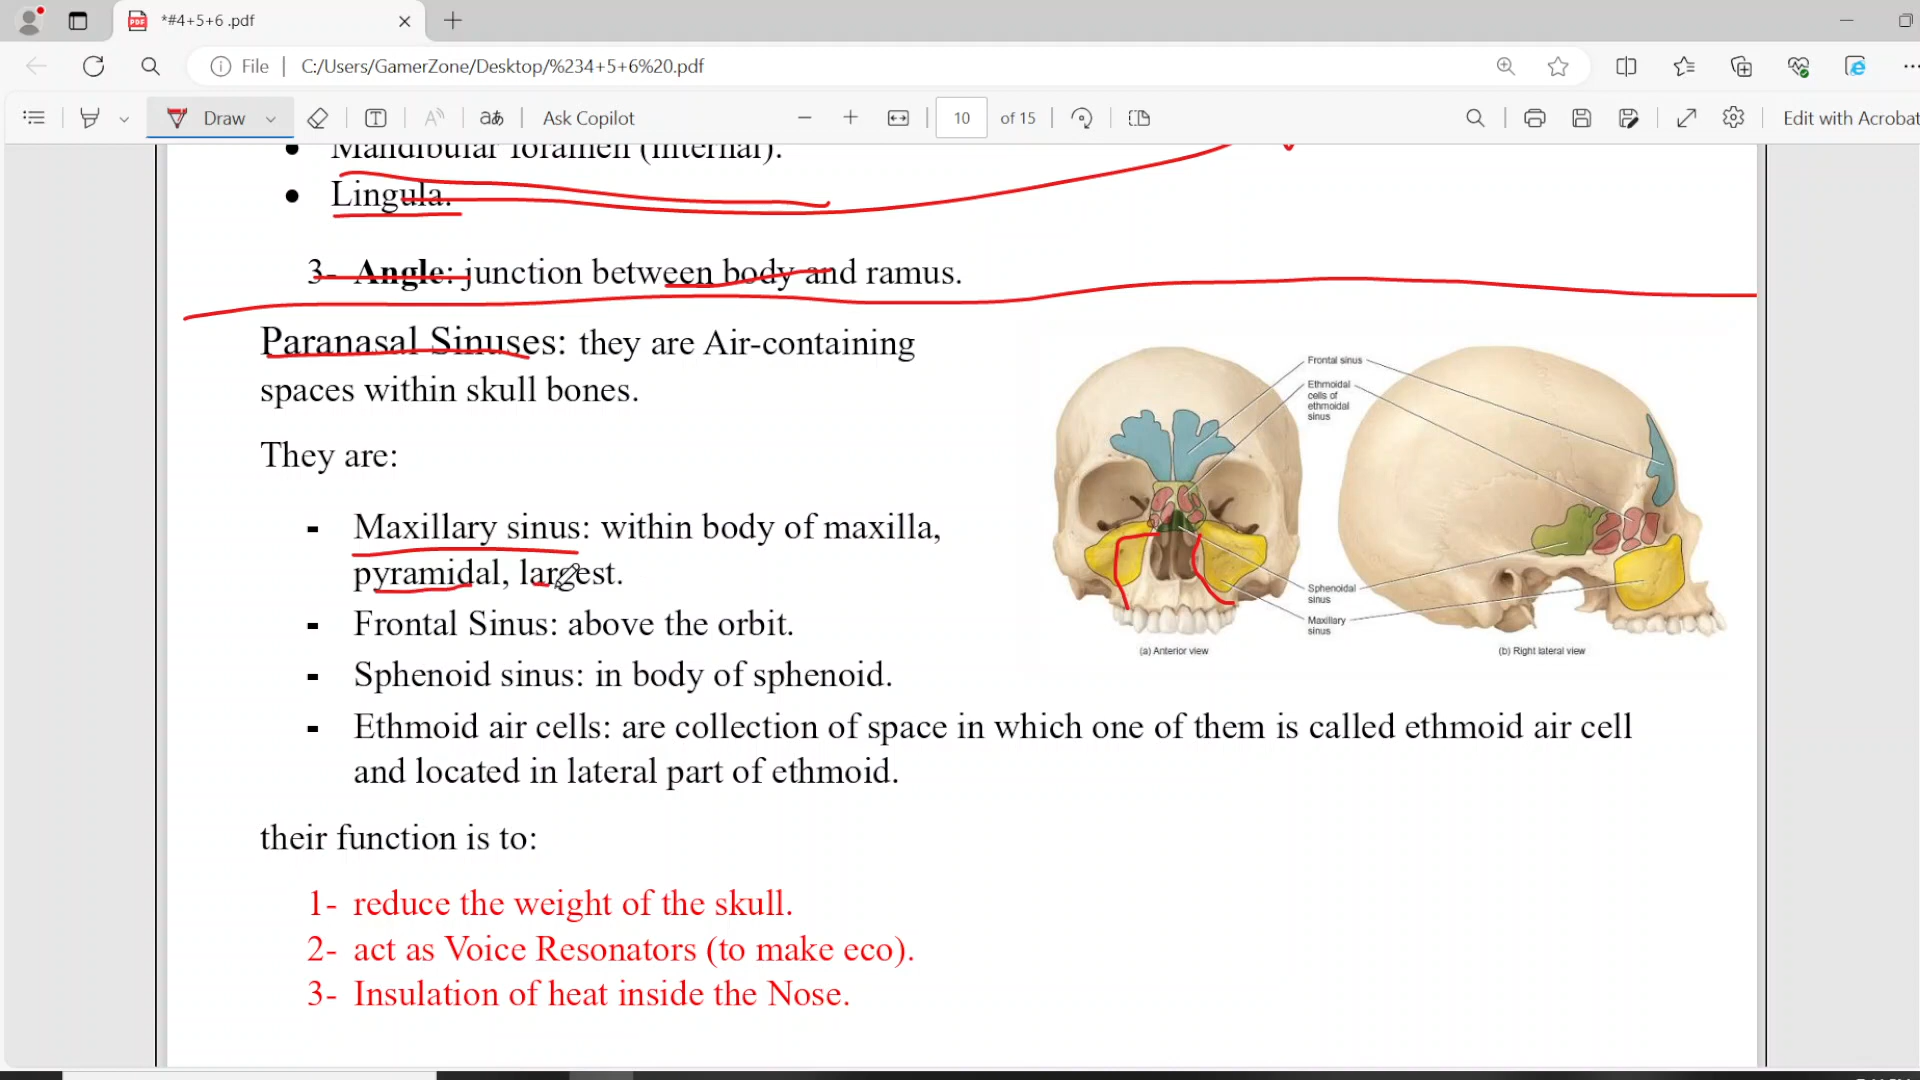 *#4+5+6 .pdf
File | C:/Users/GamerZone/Desktop/%234+5+6%20.pdf
Draw
Ask Copilot
10 of 15
Edit with Acrobat
• Mandibular foramen (internal).
• Lingula.
3- Angle: junction between body and ramus.
Paranasal Sinuses: they are Air-containing
spaces within skull bones.
They are:
- Maxillary sinus: within body of maxilla,
pyramidal, largest.
- Frontal Sinus: above the orbit.
- Sphenoid sinus: in body of sphenoid.
- Ethmoid air cells: are collection of space in which one of them is called ethmoid air cell
and located in lateral part of ethmoid.
their function is to:
1- reduce the weight of the skull.
2- act as Voice Resonators (to make eco).
3- Insulation of heat inside the Nose.
Frontal sinus
Ethmoidal
cells of
ethmoidal
sinus
Sphenoidal
sinus
Maxillary
sinus
(a) Anterior view
(b) Right lateral view